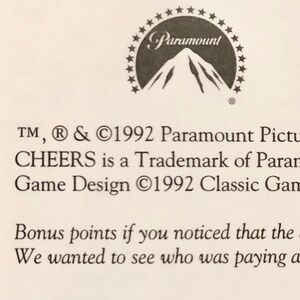 Paramount
®
™, ® & ©1992 Paramount Pictu
CHEERS is a Trademark of Param
Game Design ©1992 Classic Gam
Bonus points if you noticed that the
We wanted to see who was paying a